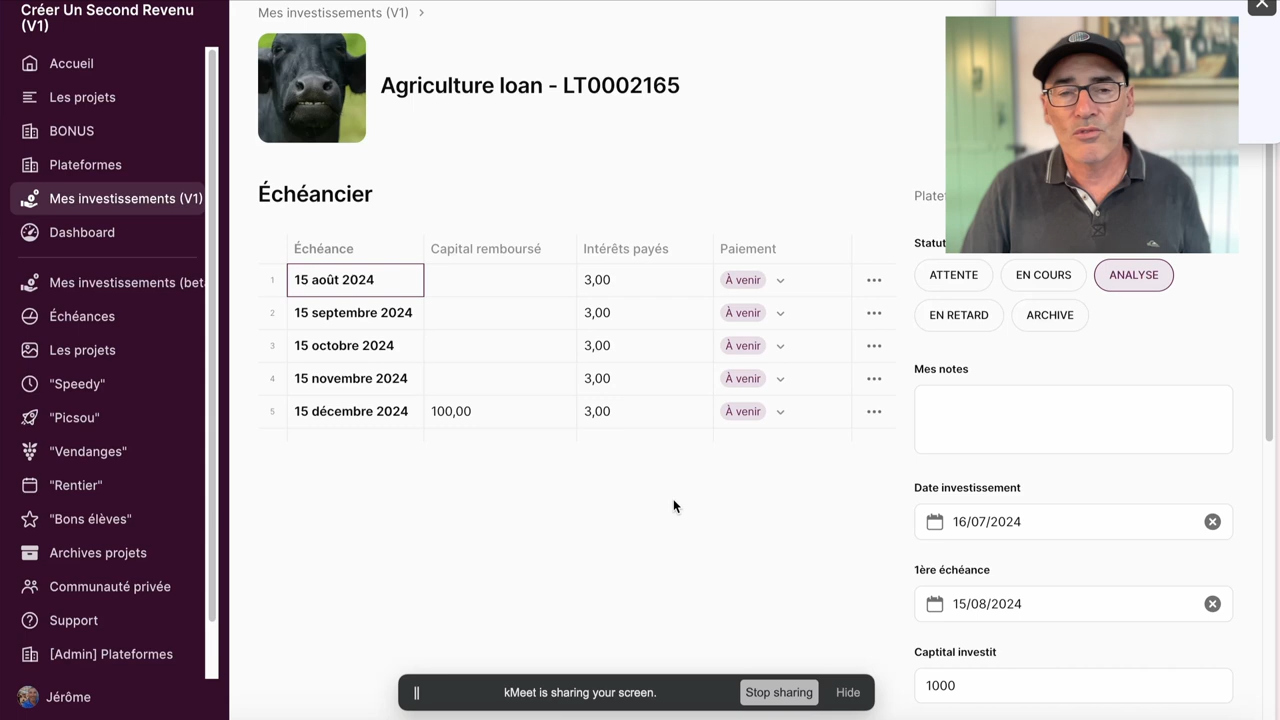 Créer Un Second Revenu
(V1)
Accueil
Les projets
BONUS
Plateformes
Mes investissements (V1)
Dashboard
Mes investissements (bet
Échéances
Les projets
"Speedy"
"Picsou"
"Vendanges"
"Rentier"
"Bons élèves"
Archives projets
Communauté privée
Support
[Admin] Plateformes
Jérôme
Mes investissements (V1)
Agriculture loan - LT0002165
Échéancier
Échéance Capital remboursé Intérêts payés Paiement
1 15 août 2024 3,00 À venir
2 15 septembre 2024 3,00 À venir
3 15 octobre 2024 3,00 À venir
4 15 novembre 2024 3,00 À venir
5 15 décembre 2024 100,00 3,00 À venir
Platef
Statut
ATTENTE EN COURS ANALYSE
EN RETARD ARCHIVE
Mes notes
Date investissement
16/07/2024
1ère échéance
15/08/2024
Captital investit
1000
kMeet is sharing your screen. Stop sharing Hide